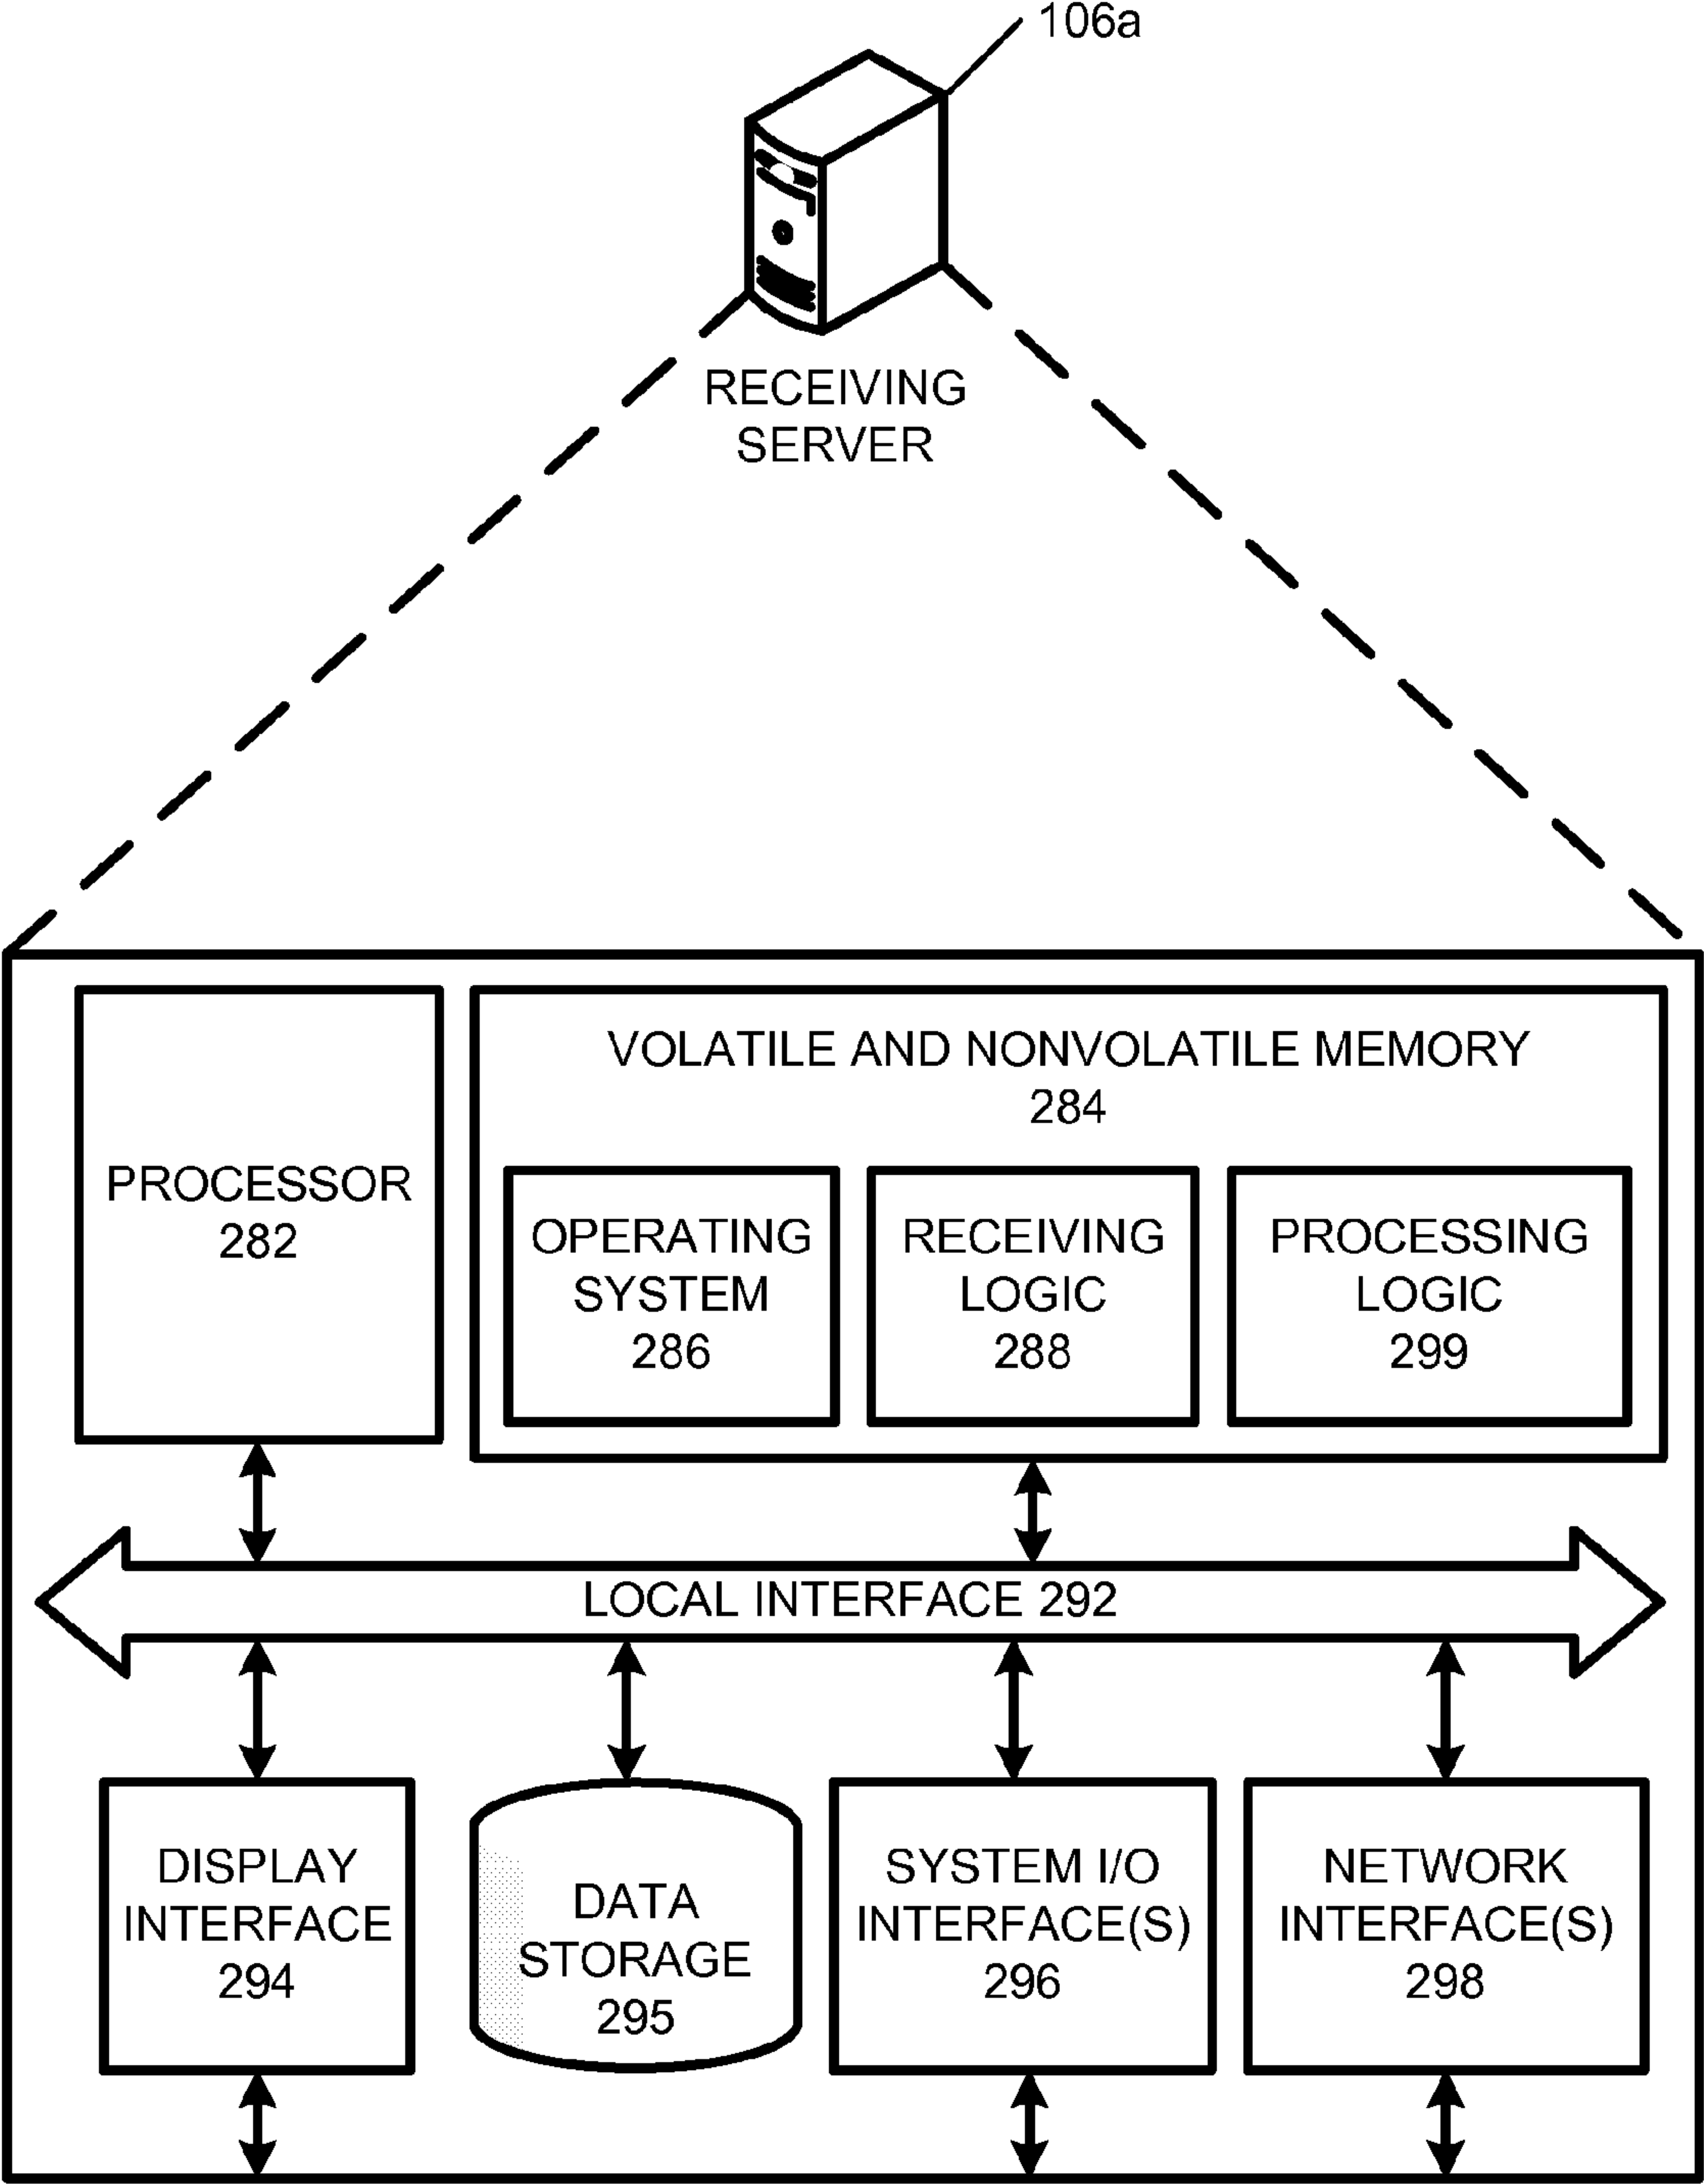 106a
RECEIVING
SERVER
VOLATILE AND NONVOLATILE MEMORY
284
PROCESSOR
282
OPERATING
SYSTEM
286
RECEIVING
LOGIC
288
PROCESSING
LOGIC
299
LOCAL INTERFACE 292
DISPLAY
INTERFACE
294
DATA
STORAGE
295
SYSTEM I/O
INTERFACE(S)
296
NETWORK
INTERFACE(S)
298